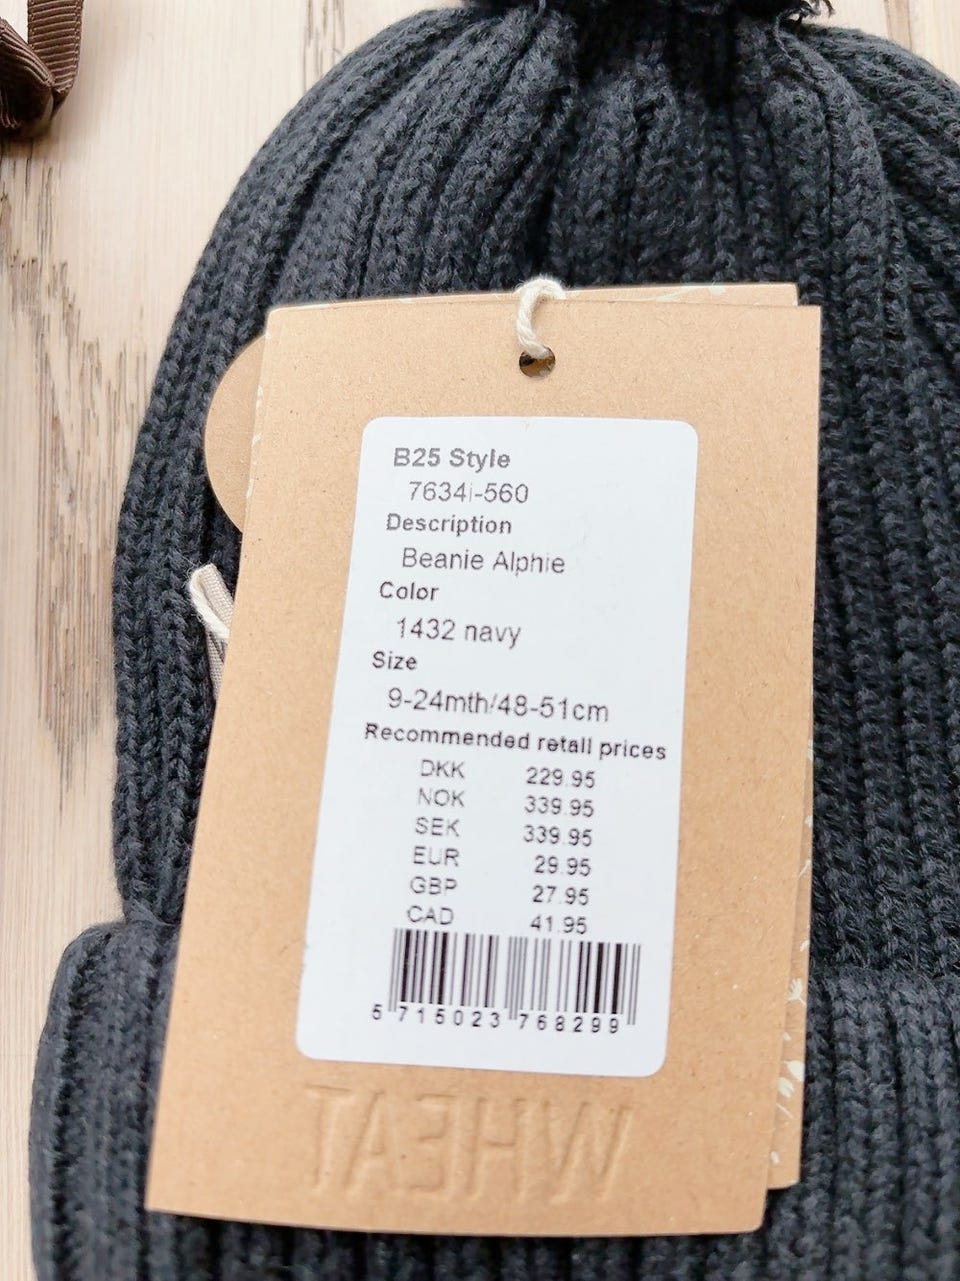 B25 Style
7634i-560
Description
Beanie Alphie
Color
1432 navy
Size
9-24mth/48-51cm
Recommended retail prices
DKK 229.95
NOK 339.95
SEK 339.95
EUR 29.95
GBP 27.95
CAD 41.95
5 715023 768299
WHEAT